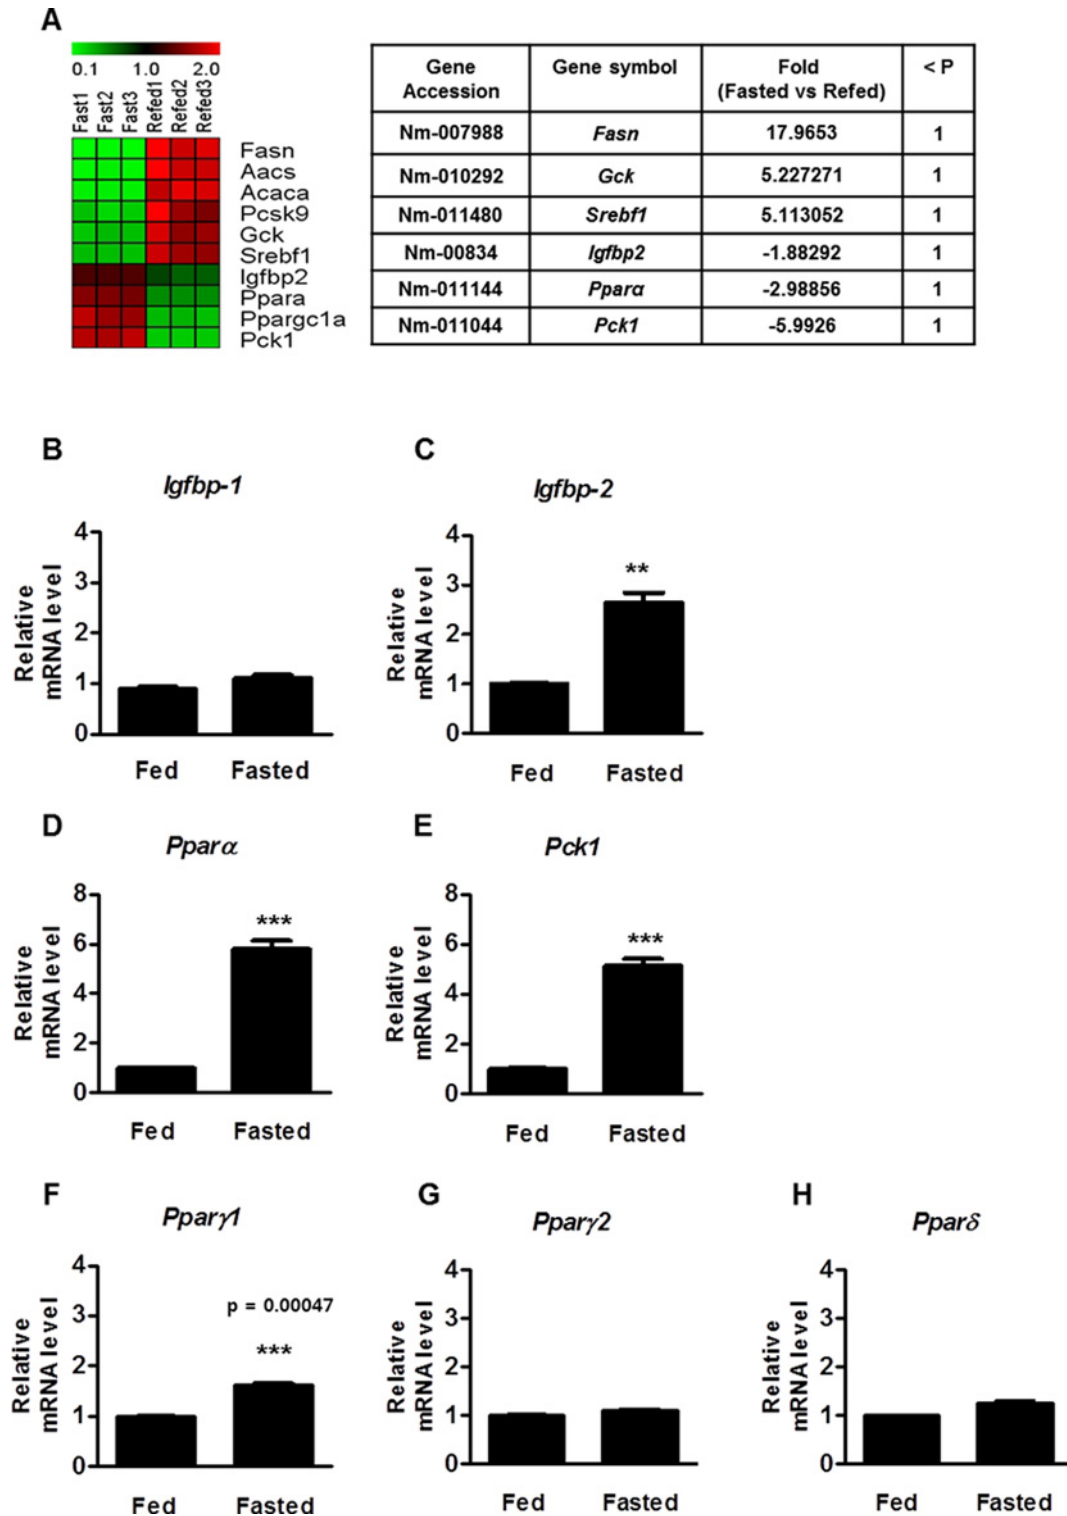 A
0.1 1.0 2.0
Fast1 Fast2 Fast3 Refed1 Refed2 Refed3
Fasn
Aacs
Acaca
Pcsk9
Gck
Srebf1
Igfbp2
Ppara
Ppargc1a
Pck1
Gene Accession Gene symbol Fold (Fasted vs Refed) < P
Nm-007988 Fasn 17.9653 1
Nm-010292 Gck 5.227271 1
Nm-011480 Srebf1 5.113052 1
Nm-00834 Igfbp2 -1.88292 1
Nm-011144 Pparα -2.98856 1
Nm-011044 Pck1 -5.9926 1
B
Igfbp-1
Relative
mRNA level
4
3
2
1
0
Fed Fasted
C
Igfbp-2
Relative
mRNA level
4
3
2
1
0
**
Fed Fasted
D
Pparα
Relative
mRNA level
8
6
4
2
0
***
Fed Fasted
E
Pck1
Relative
mRNA level
8
6
4
2
0
***
Fed Fasted
F
Pparγ1
Relative
mRNA level
4
3
2
1
0
p = 0.00047
***
Fed Fasted
G
Pparγ2
Relative
mRNA level
4
3
2
1
0
Fed Fasted
H
Pparδ
Relative
mRNA level
4
3
2
1
0
Fed Fasted